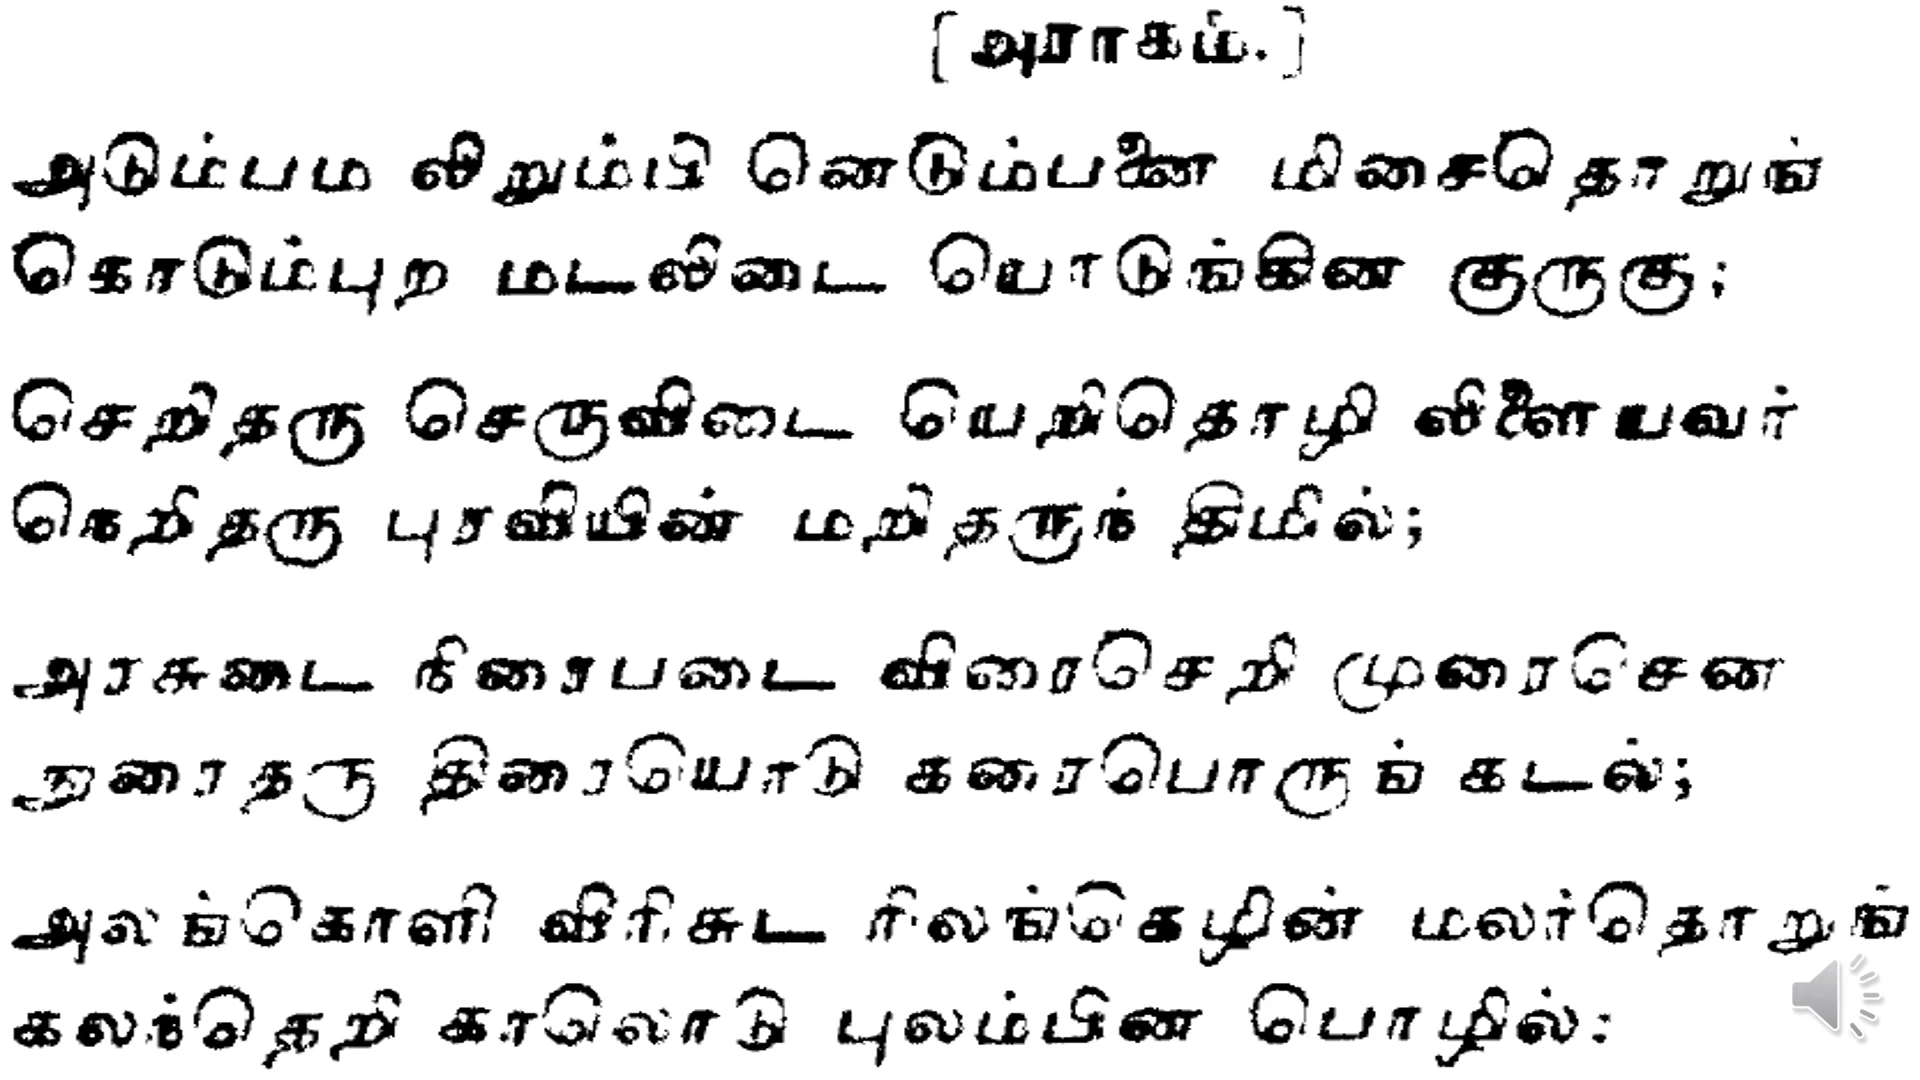 [அராகம்.]
அடும்பம லிறும்பி னெடும்பனை மிசைதொறுங்
கொடும்புற மடலிடை யொடுங்கின குருகு;
செறிதரு செருவிடை யெறிதொழி லிளையவர்
நெறிதரு புரவியின் மறிதருந் திமில்;
அரசுடை நிரைபடை விரைசெறி முரைசென
நுரைதரு திரையொடு கரைபொருங் கடல்;
அலங்கொளி விரிசுட ரிலங்கெழின் மலர்தொறுங்
கலந்தெறி காலொடு புலம்பின பொழில்: